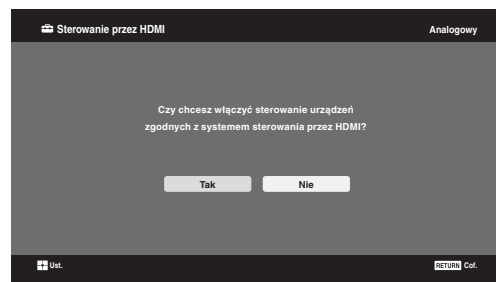 Sterowanie przez HDMI Analogowy
Czy chcesz włączyć sterowanie urządzeń
zgodnych z systemem sterowania przez HDMI?
Tak Nie
Ust. RETURN Cof.